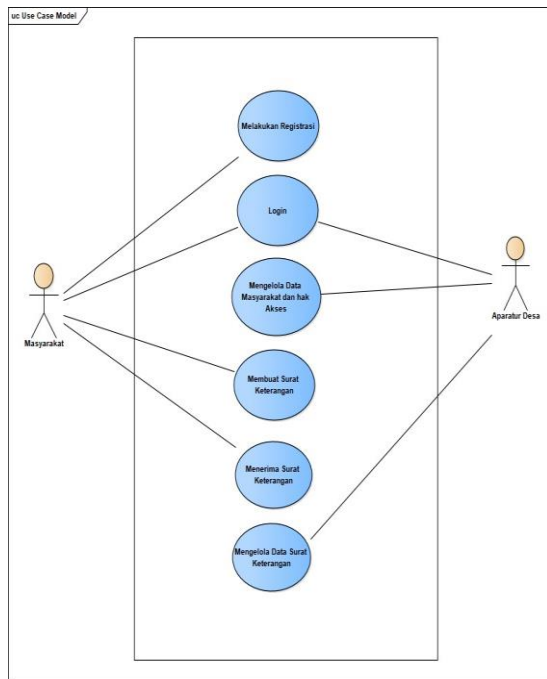 uc Use Case Model
Melakukan Registrasi
Login
Mengelola Data
Masyarakat dan hak
Akses
Masyarakat
Aparatur Desa
Membuat Surat
Keterangan
Menerima Surat
Keterangan
Mengelola Data Surat
Keterangan